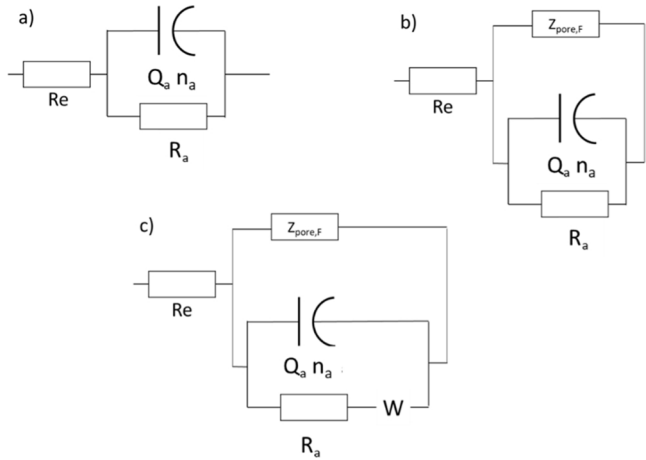 a)
Re
Qa na
Ra
b)
Zpore,F
Re
Qa na
Ra
c)
Zpore,F
Re
Qa na
W
Ra